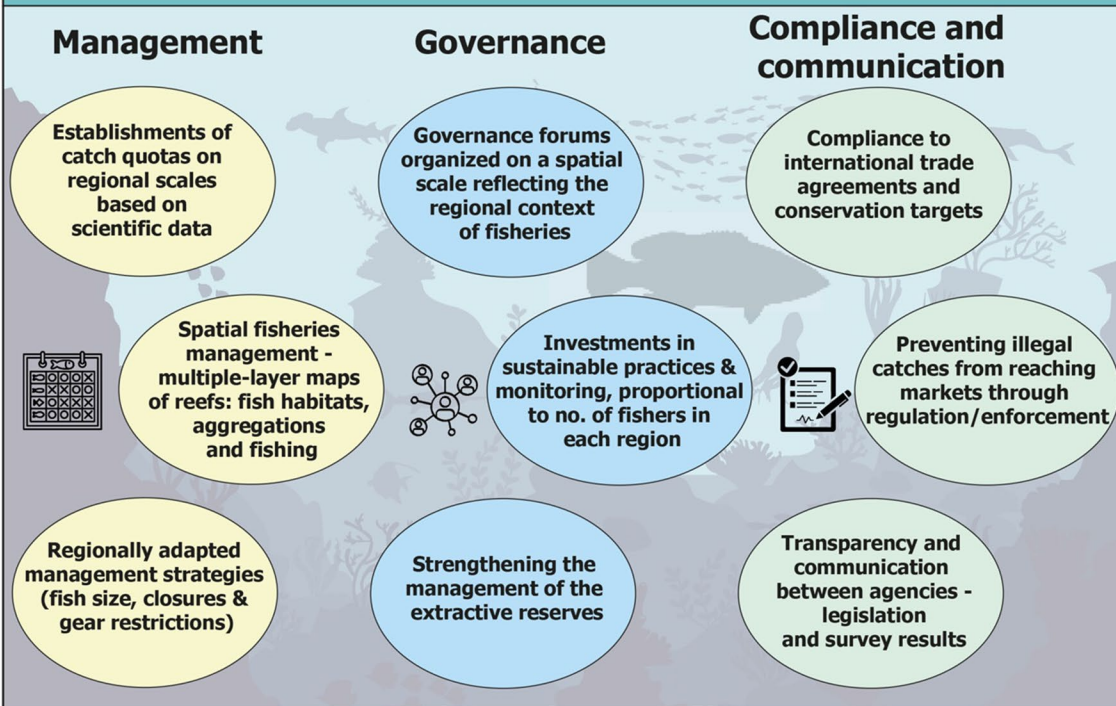 Management
Establishments of
catch quotas on
regional scales
based on
scientific data
Spatial fisheries
management -
multiple-layer maps
of reefs: fish habitats,
aggregations
and fishing
Regionally adapted
management strategies
(fish size, closures &
gear restrictions)
Governance
Governance forums
organized on a spatial
scale reflecting the
regional context
of fisheries
Investments in
sustainable practices &
monitoring, proportional
to no. of fishers in
each region
Strengthening the
management of the
extractive reserves
Compliance and
communication
Compliance to
international trade
agreements and
conservation targets
Preventing illegal
catches from reaching
markets through
regulation/enforcement
Transparency and
communication
between agencies -
legislation
and survey results